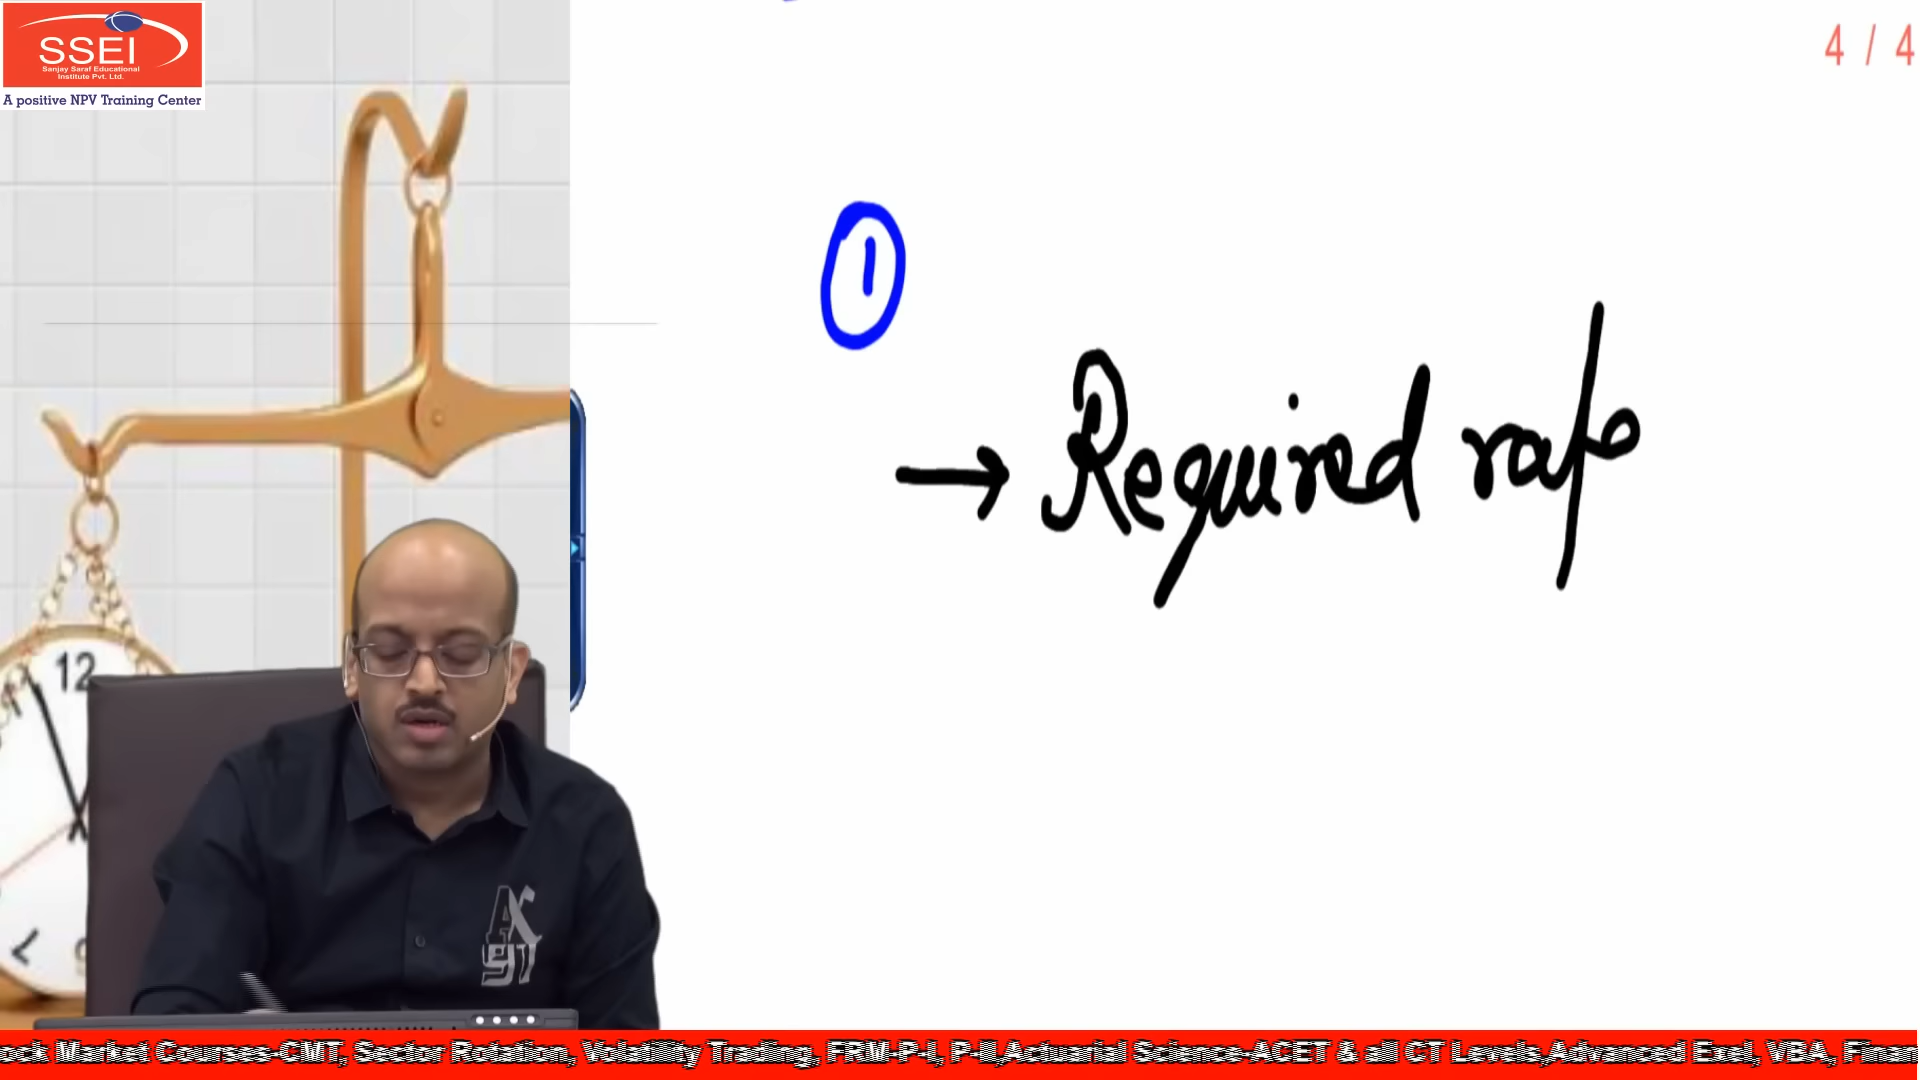 SSEI
Sanjay Saraf Educational
Institute Pvt. Ltd.
A positive NPV Training Center
4 / 4
1
→ Required rate
12
ock Market Courses-CMT, Sector Rotation, Volatility Trading, FRM-P-I, P-II,Actuarial Science-ACET & all CT Levels,Advanced Exel, VBA, Finan